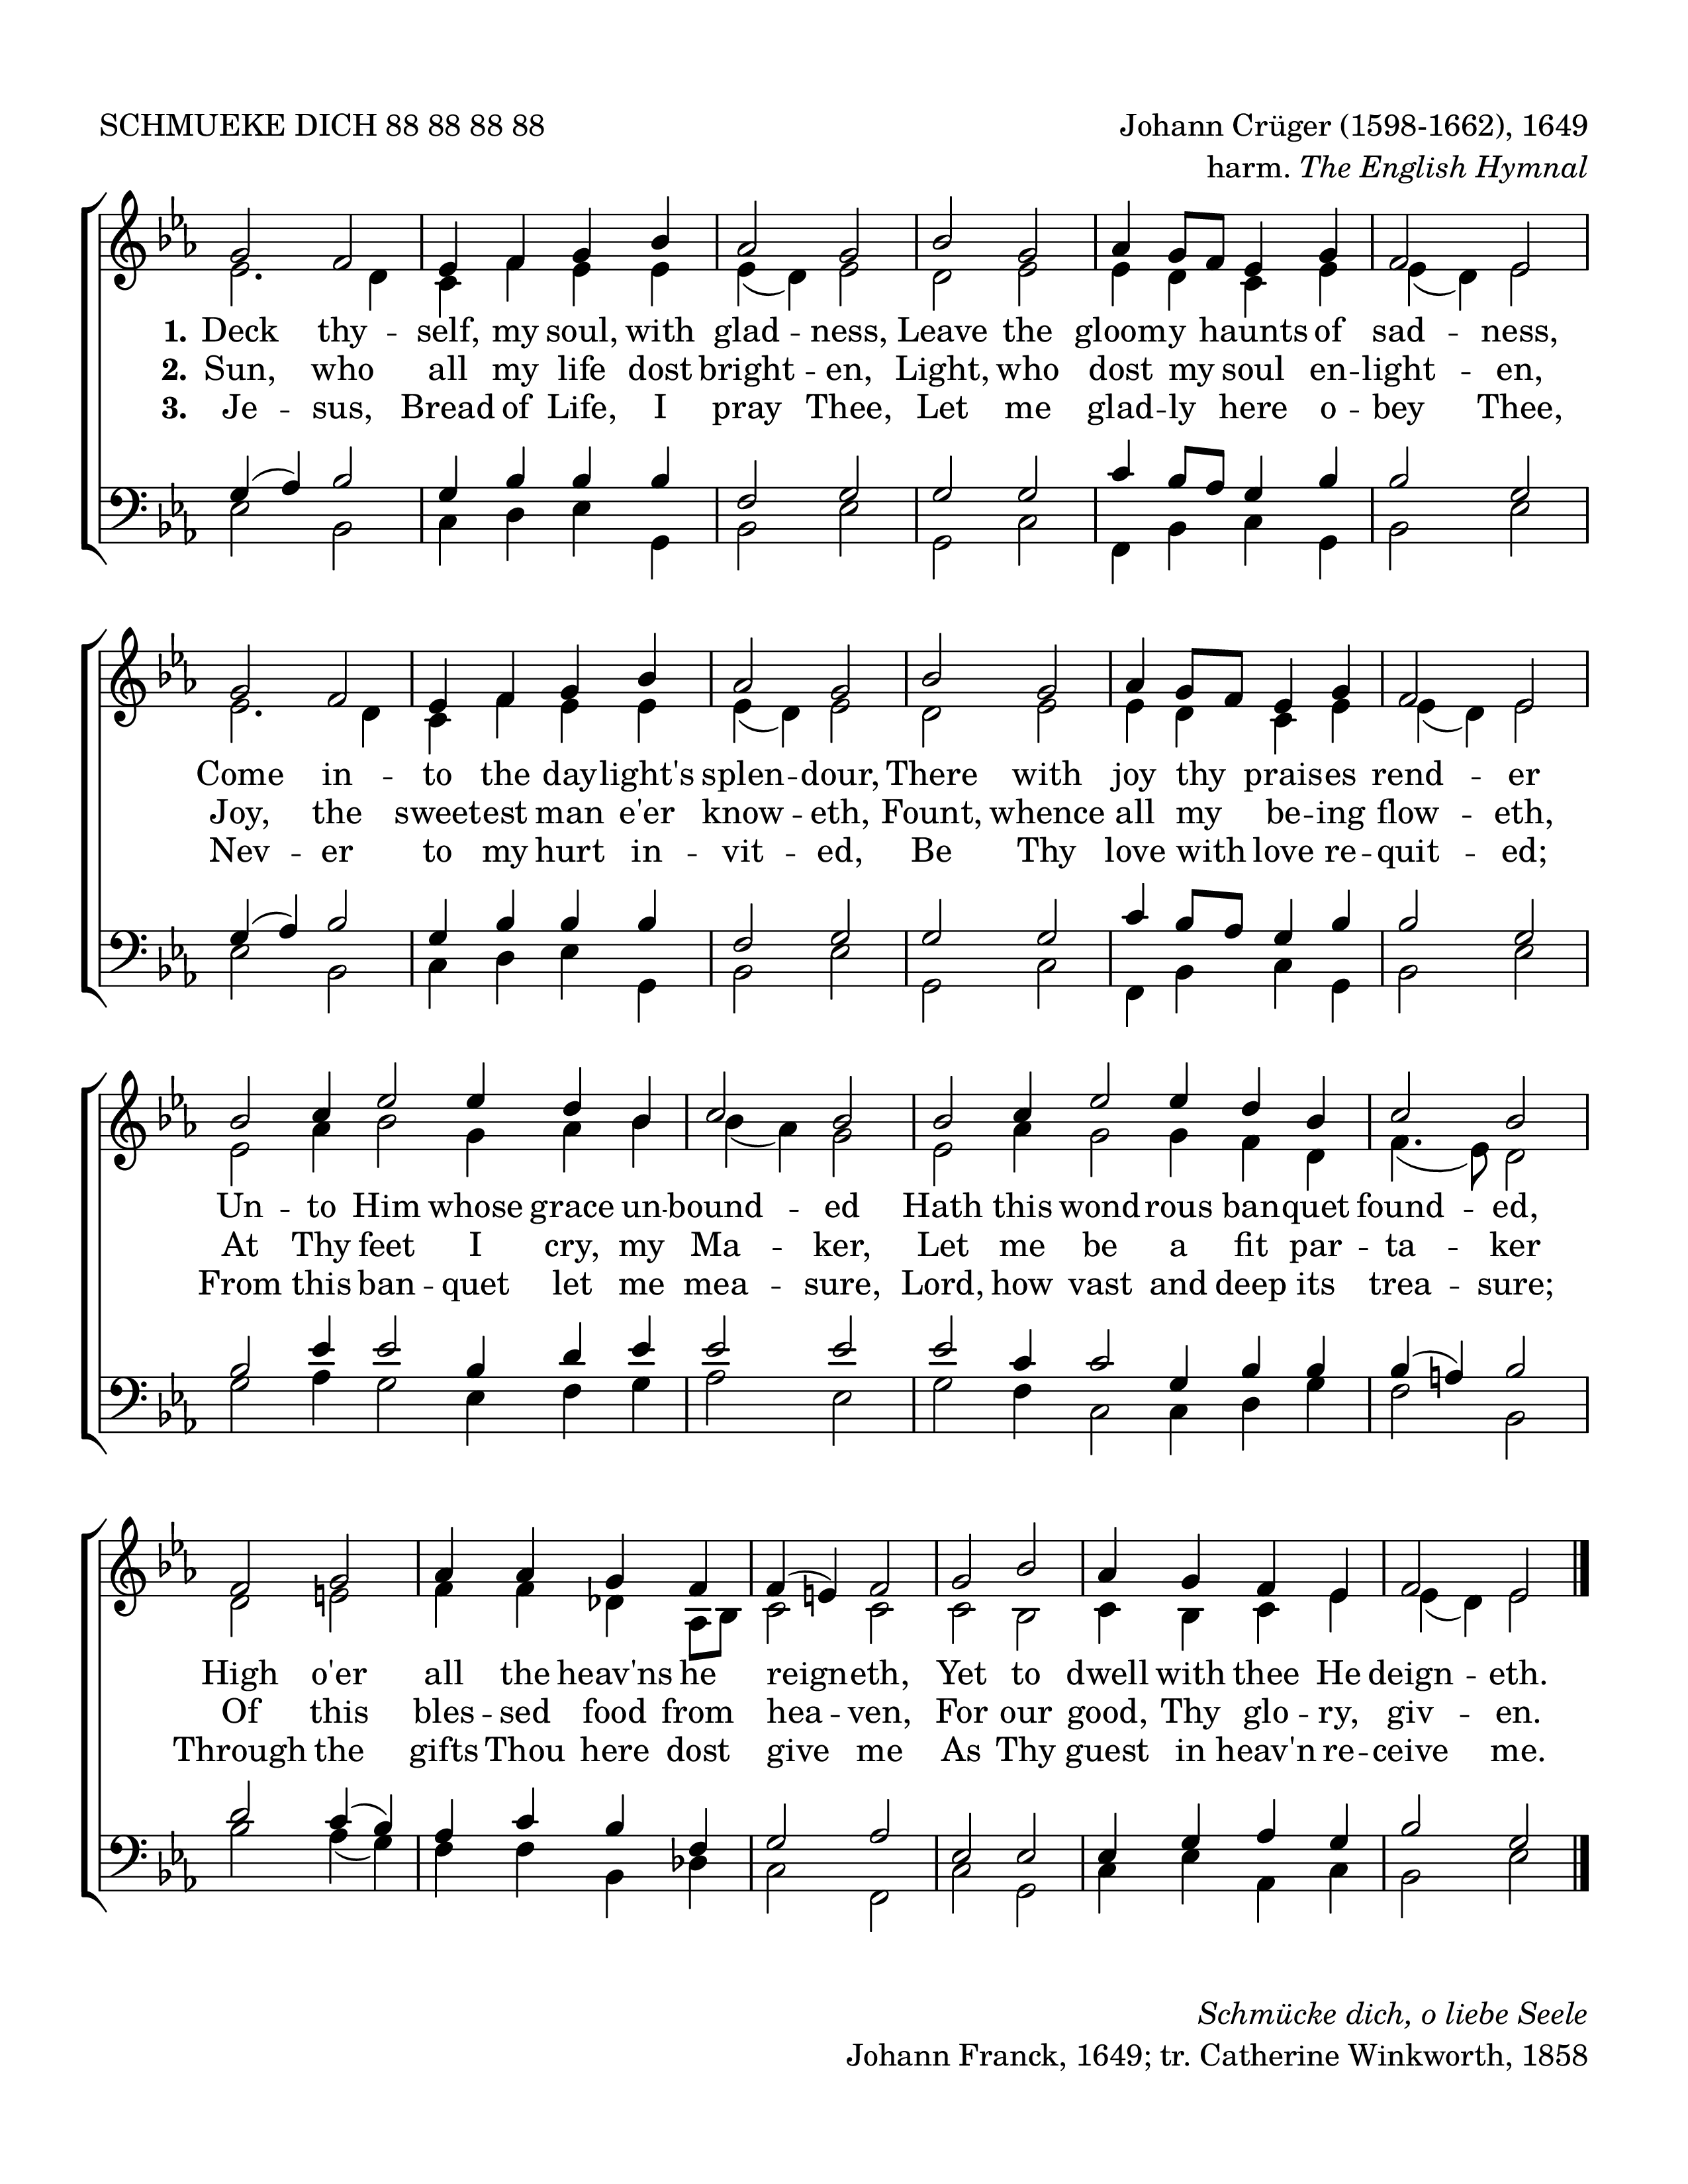 SCHMUEKE DICH 88 88 88 88
Johann Crüger (1598-1662), 1649
harm. The English Hymnal
1. Deck thy -- self, my soul, with glad -- ness, Leave the gloomy haunts of sad -- ness,
2. Sun, who all my life dost bright -- en, Light, who dost my soul en -- light -- en,
3. Je -- sus, Bread of Life, I pray Thee, Let me glad -- ly here o -- bey Thee,
Come in -- to the daylight's splen -- dour, There with joy thy praises rend -- er
Joy, the sweetest man e'er know -- eth, Fount, whence all my be -- ing flow -- eth,
Nev -- er to my hurt in -- vit -- ed, Be Thy love with love re -- quit -- ed;
Un -- to Him whose grace un -- bound -- ed Hath this wondrous banquet found -- ed,
At Thy feet I cry, my Ma -- ker, Let me be a fit par -- ta -- ker
From this ban -- quet let me mea -- sure, Lord, how vast and deep its trea -- sure;
High o'er all the heav'ns he reigneth, Yet to dwell with thee He deign -- eth.
Of this bles -- sed food from hea -- ven, For our good, Thy glo -- ry, giv -- en.
Through the gifts Thou here dost give me As Thy guest in heav'n re -- ceive me.
Schmücke dich, o liebe Seele
Johann Franck, 1649; tr. Catherine Winkworth, 1858